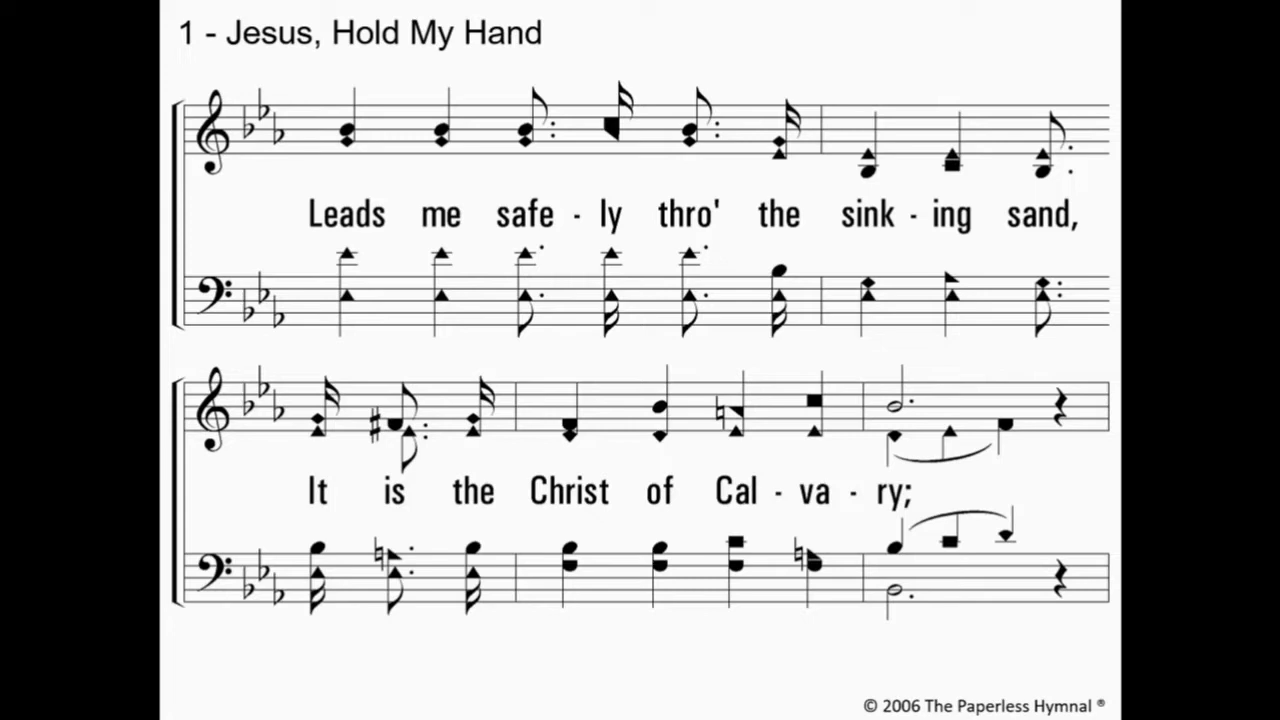 1 - Jesus, Hold My Hand
Leads me safe - ly thro' the sink - ing sand,
It is the Christ of Cal - va - ry;
© 2006 The Paperless Hymnal ®